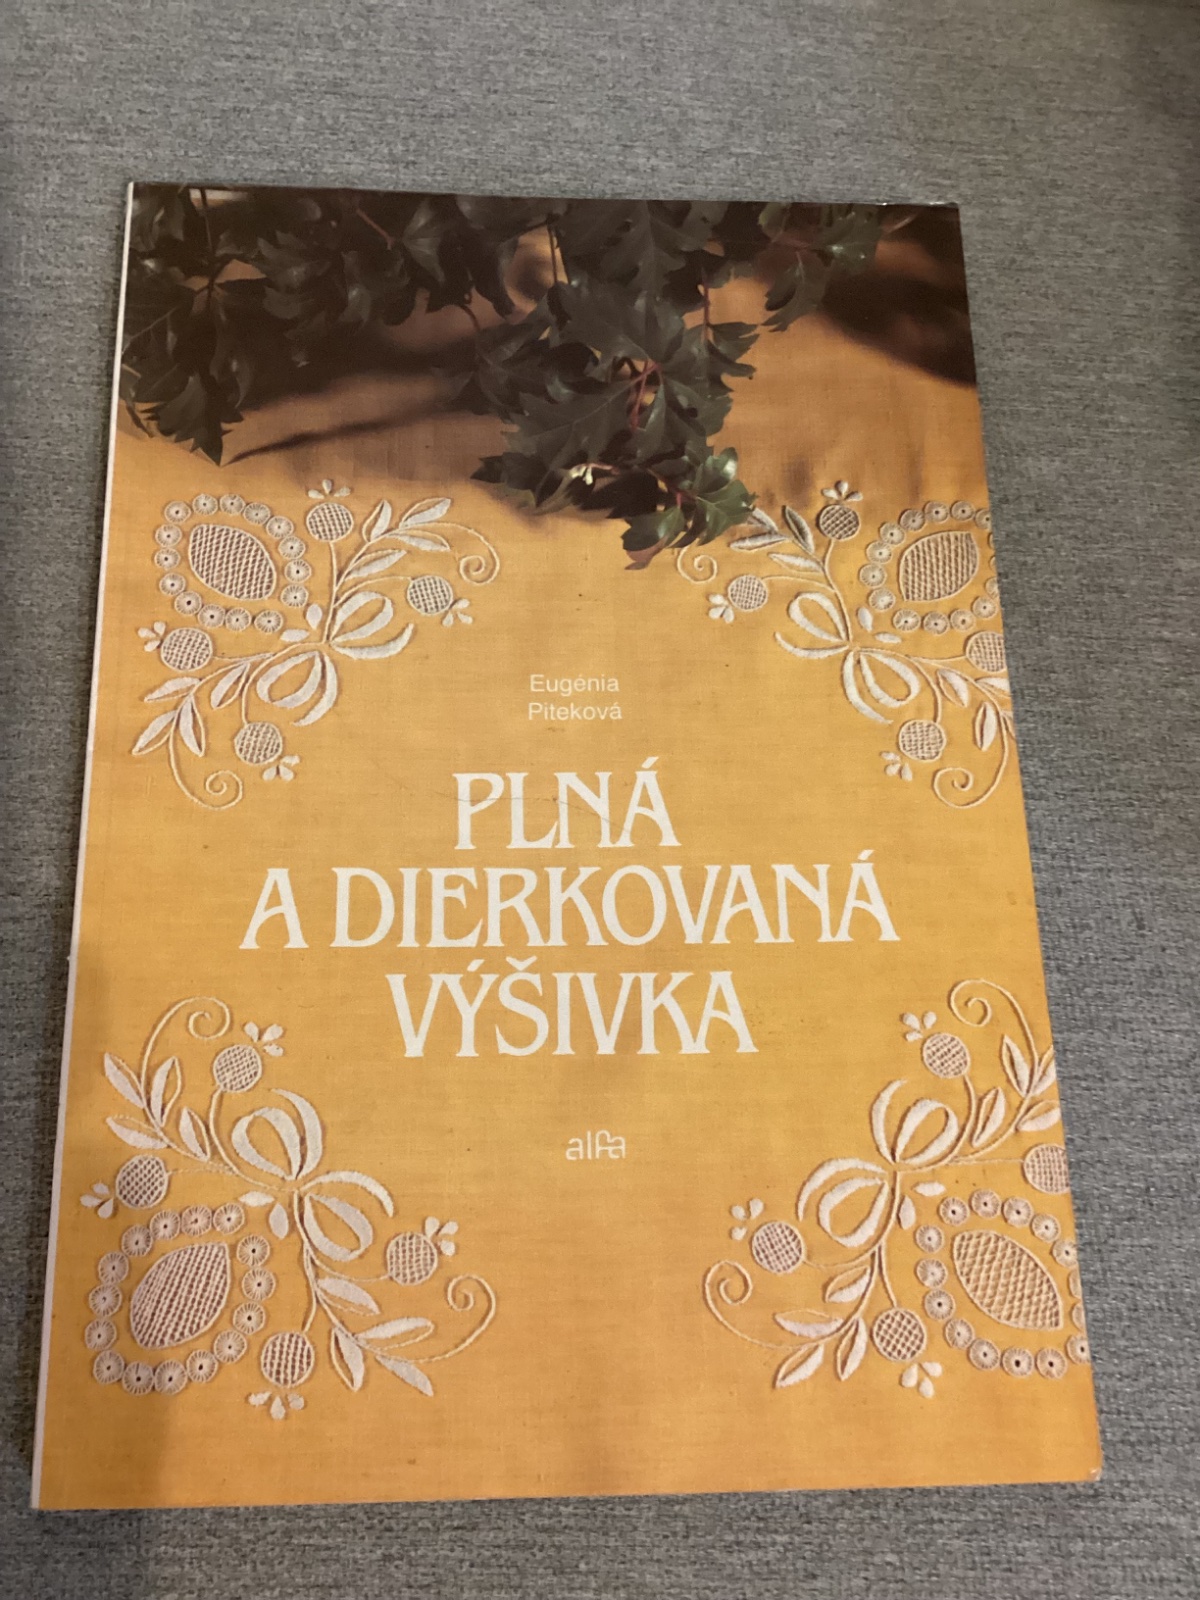 Eugénia
Piteková
PLNÁ
A DIERKOVANÁ
VÝŠIVKA
alfa